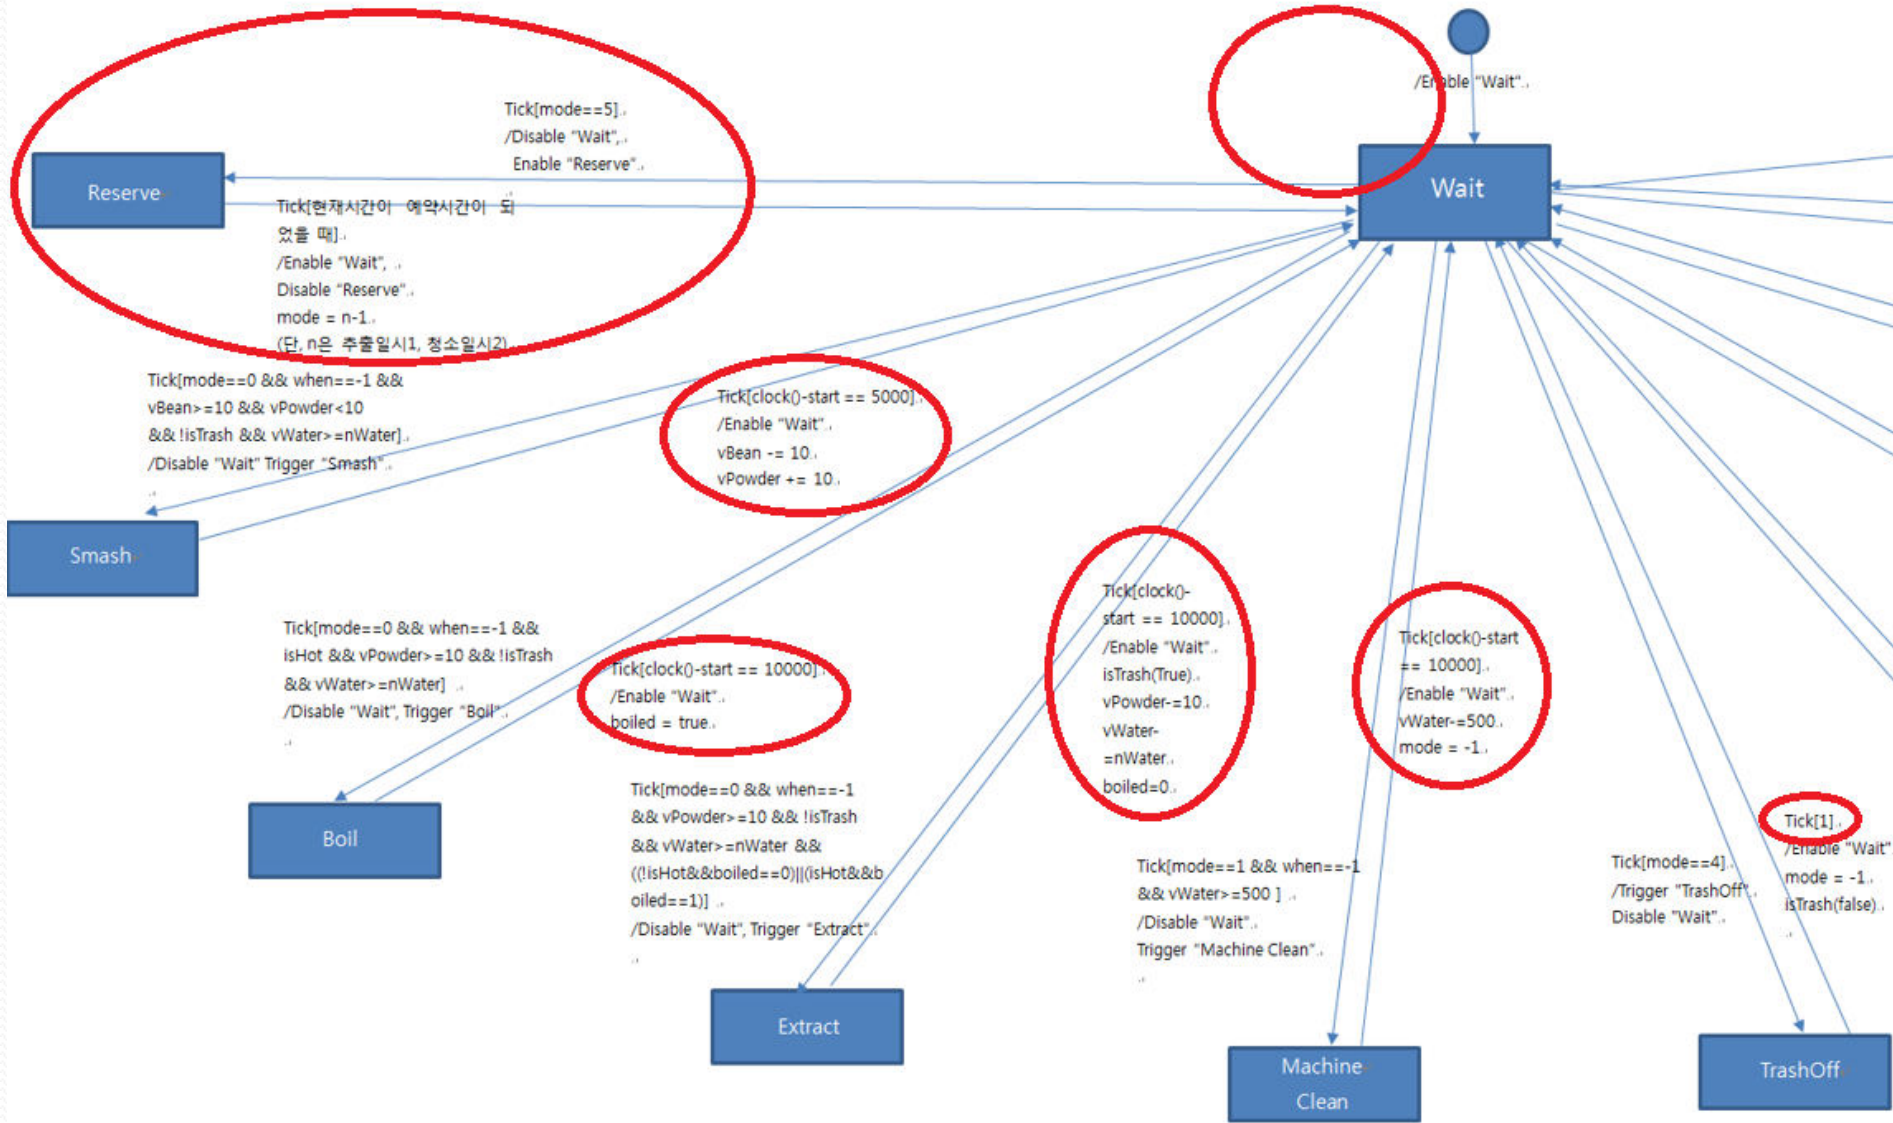 /Enable "Wait"
Wait
Tick[mode==5]
/Disable "Wait",
Enable "Reserve"
Reserve
Tick[현재시간이 예약시간이 되
었을 때]
/Enable "Wait",
Disable "Reserve"
mode = n-1
(단, n은 추출일시1, 청소일시2)
Tick[mode==0 && when==-1 &&
vBean>=10 && vPowder<10
&& !isTrash && vWater>=nWater]
/Disable "Wait" Trigger "Smash"
Tick[clock()-start == 5000]
/Enable "Wait"
vBean -= 10
vPowder += 10
Smash
Tick[mode==0 && when==-1 &&
isHot && vPowder>=10 && !isTrash
&& vWater>=nWater]
/Disable "Wait", Trigger "Boil"
Tick[clock()-start == 10000]
/Enable "Wait"
boiled = true
Boil
Tick[clock()-
start == 10000]
/Enable "Wait"
isTrash(True)
vPowder-=10
vWater-
=nWater
boiled=0
Tick[mode==0 && when==-1
&& vPowder>=10 && !isTrash
&& vWater>=nWater &&
((!isHot&&boiled==0)||(isHot&&b
oiled==1)]
/Disable "Wait", Trigger "Extract"
Extract
Tick[clock()-start
== 10000]
/Enable "Wait"
vWater-=500
mode = -1
Tick[mode==1 && when==-1
&& vWater>=500 ]
/Disable "Wait"
Trigger "Machine Clean"
Machine
Clean
Tick[mode==4]
/Trigger "TrashOff"
Disable "Wait"
Tick[1]
/Enable "Wait"
mode = -1
isTrash(false)
TrashOff